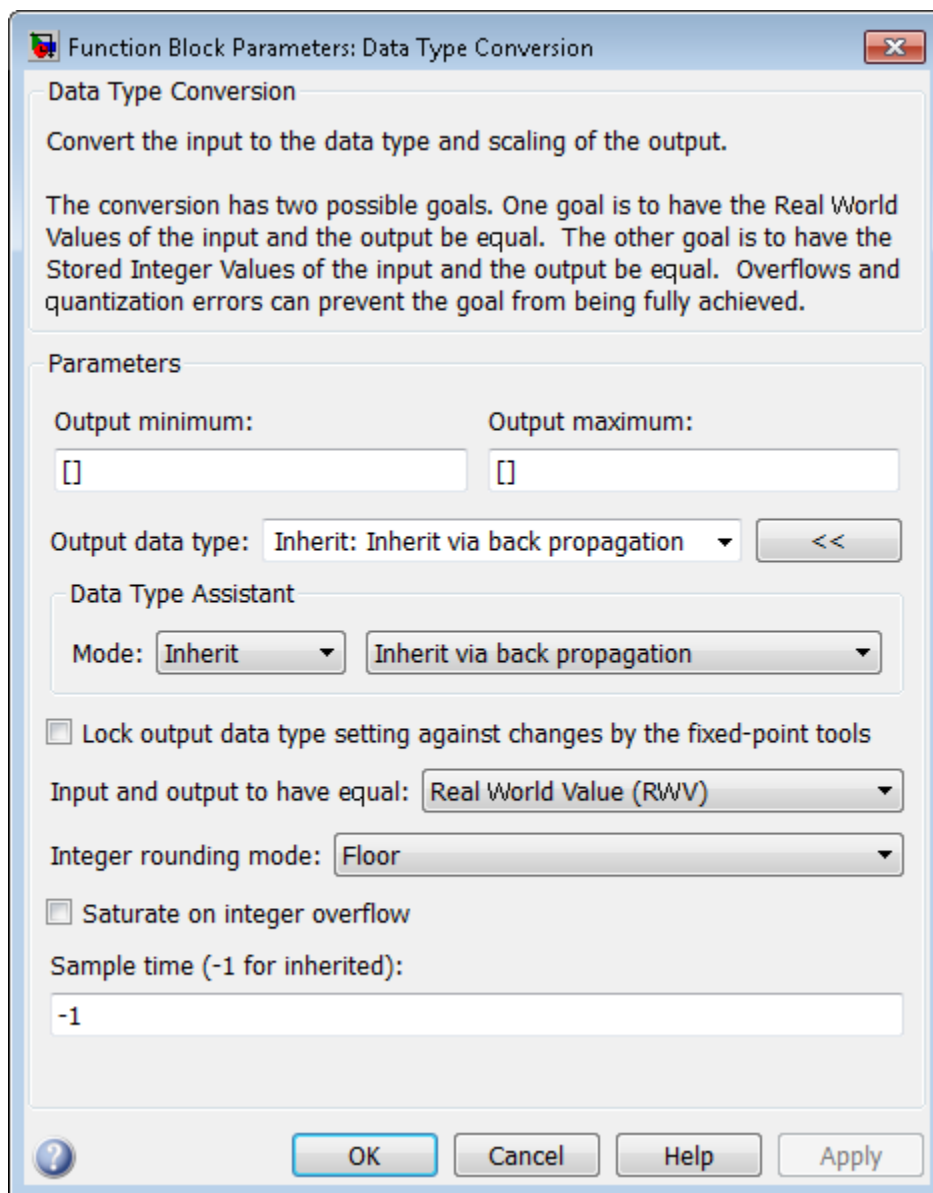 Function Block Parameters: Data Type Conversion
Data Type Conversion
Convert the input to the data type and scaling of the output.
The conversion has two possible goals. One goal is to have the Real World
Values of the input and the output be equal.  The other goal is to have the
Stored Integer Values of the input and the output be equal.  Overflows and
quantization errors can prevent the goal from being fully achieved.
Parameters
Output minimum: Output maximum:
[] []
Output data type: Inherit: Inherit via back propagation <<
Data Type Assistant
Mode: Inherit Inherit via back propagation
Lock output data type setting against changes by the fixed-point tools
Input and output to have equal: Real World Value (RWV)
Integer rounding mode: Floor
Saturate on integer overflow
Sample time (-1 for inherited):
-1
? OK Cancel Help Apply